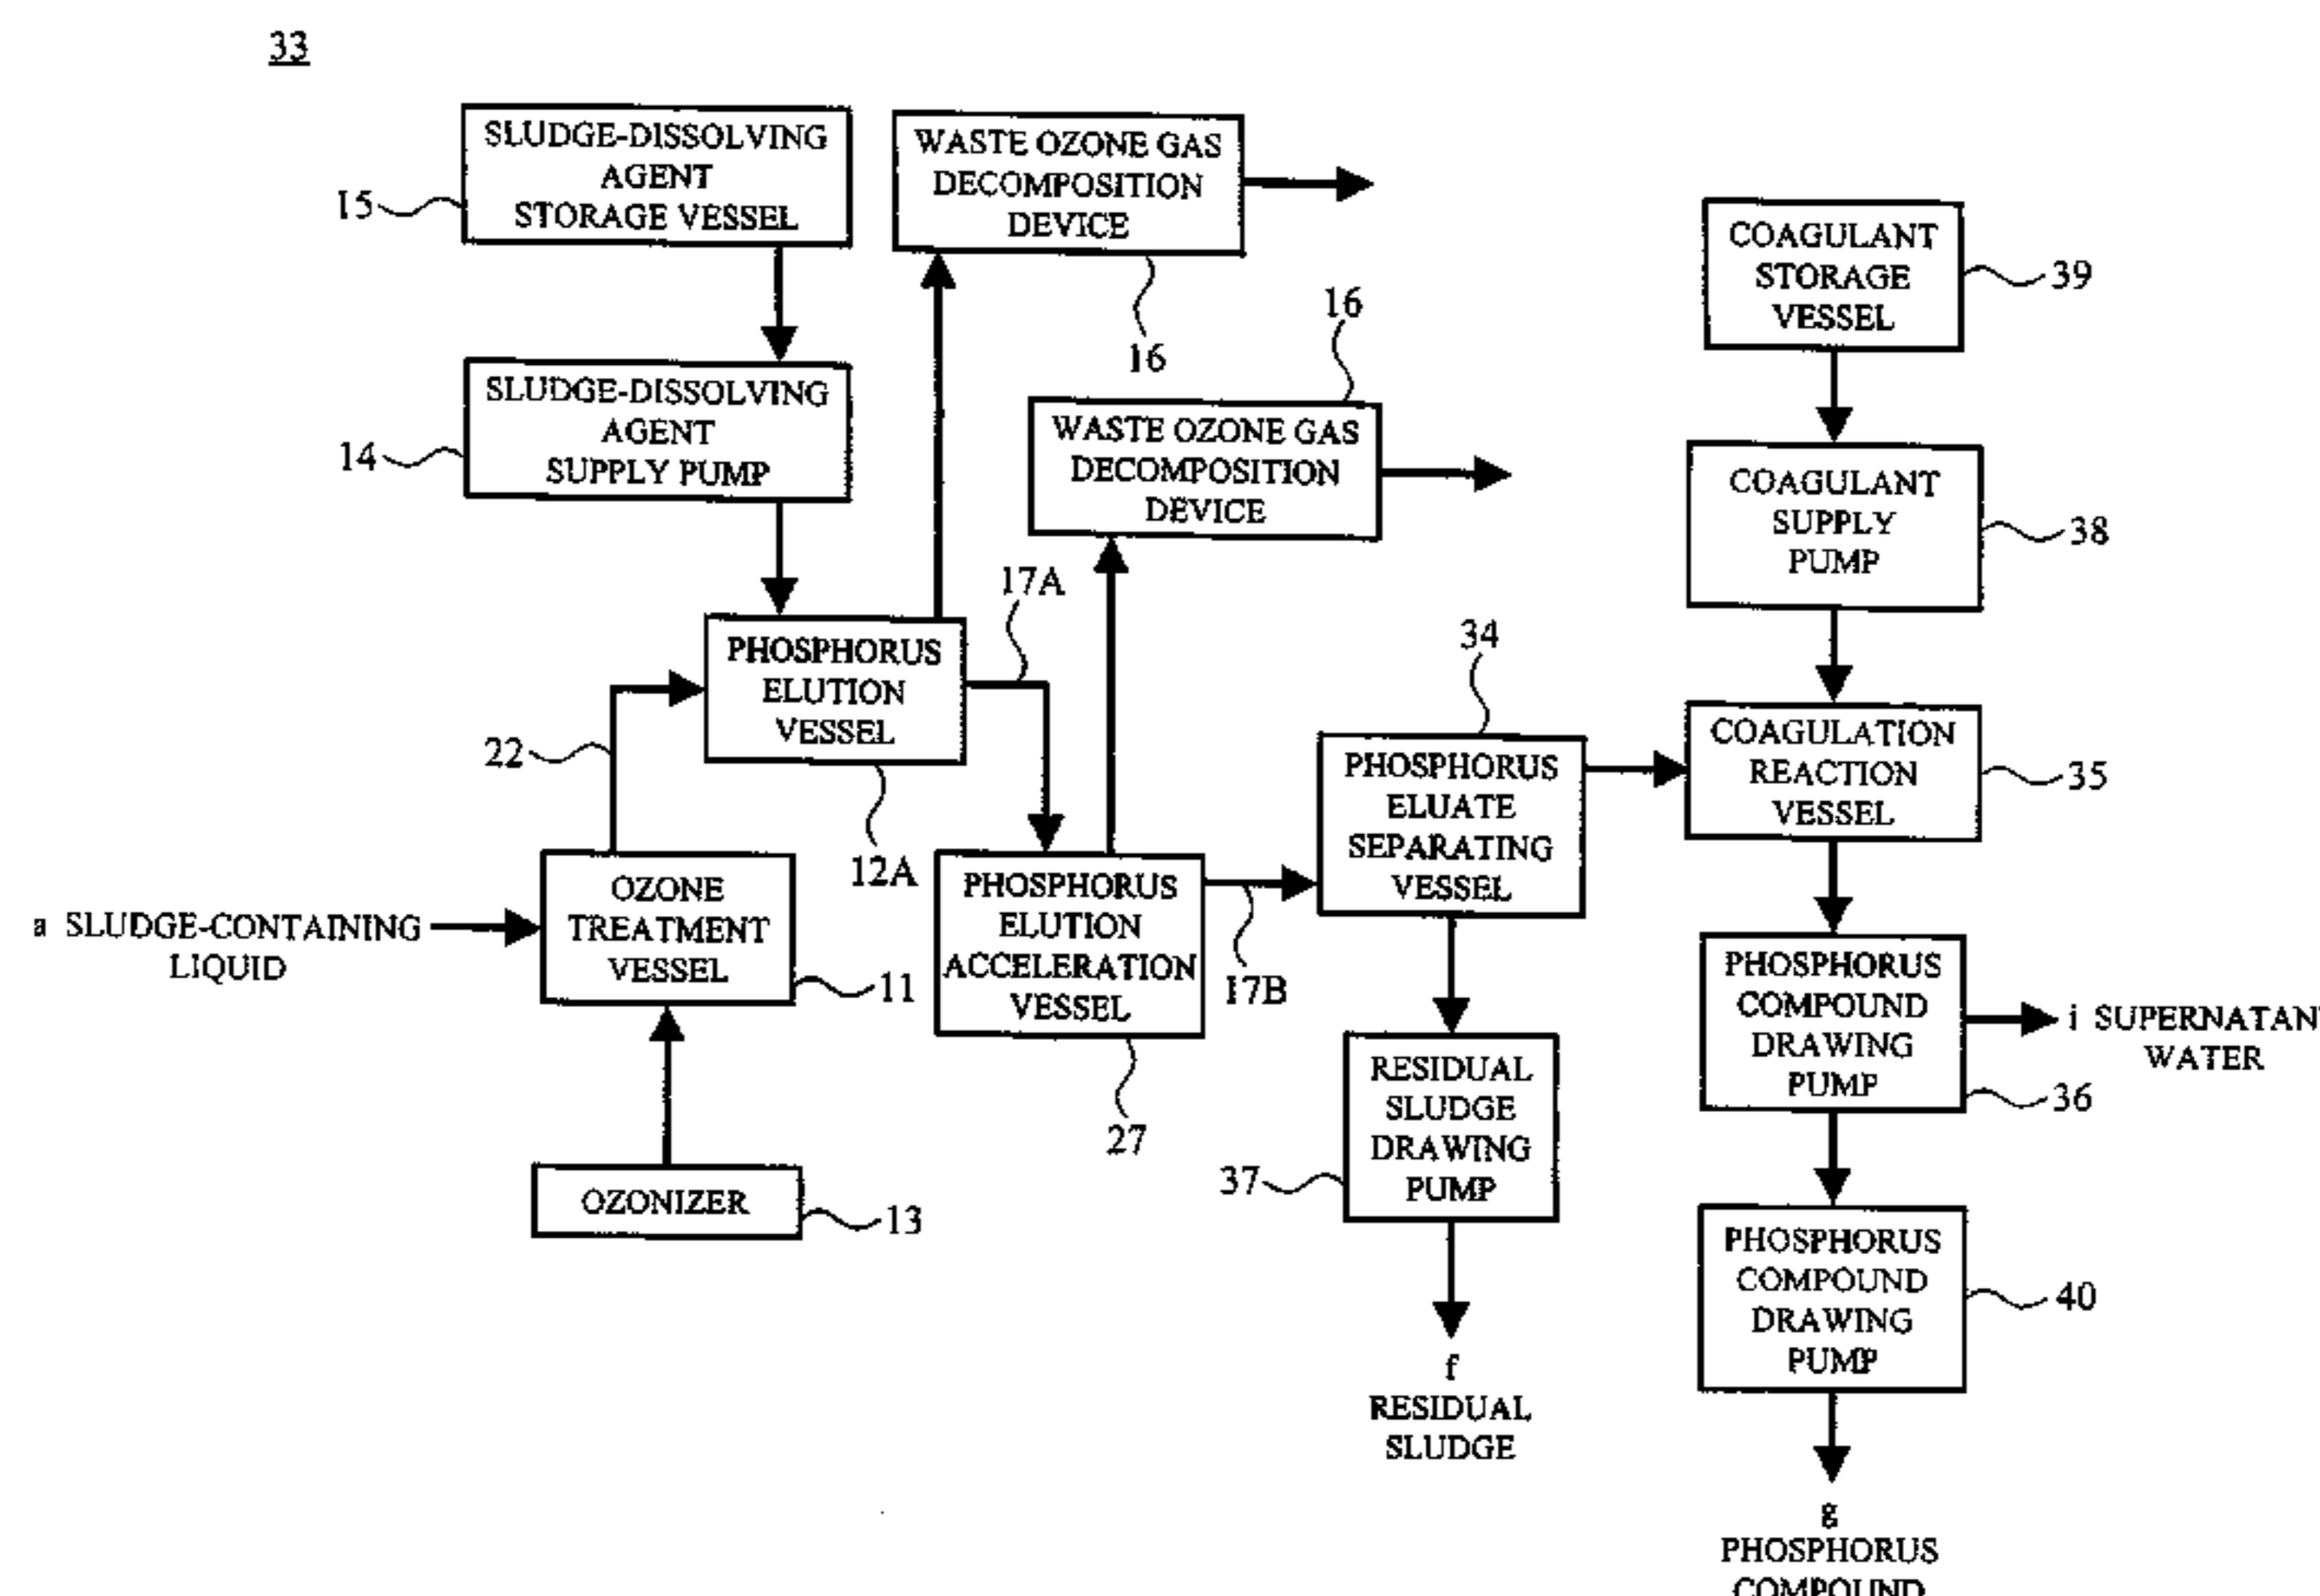 33
SLUDGE-DISSOLVING
AGENT
STORAGE VESSEL
15
WASTE OZONE GAS
DECOMPOSITION
DEVICE
16
COAGULANT
STORAGE
VESSEL
39
SLUDGE-DISSOLVING
AGENT
SUPPLY PUMP
14
16
WASTE OZONE GAS
DECOMPOSITION
DEVICE
COAGULANT
SUPPLY
PUMP
38
PHOSPHORUS
ELUTION
VESSEL
12A
17A
22
34
PHOSPHORUS
ELUATE
SEPARATING
VESSEL
COAGULATION
REACTION
VESSEL
35
a SLUDGE-CONTAINING
LIQUID
OZONE
TREATMENT
VESSEL
11
PHOSPHORUS
ELUTION
ACCELERATION
VESSEL
27
17B
PHOSPHORUS
COMPOUND
DRAWING
PUMP
36
i SUPERNATANT
WATER
RESIDUAL
SLUDGE
DRAWING
PUMP
37
OZONIZER
13
PHOSPHORUS
COMPOUND
DRAWING
PUMP
40
f
RESIDUAL
SLUDGE
g
PHOSPHORUS
COMPOUND